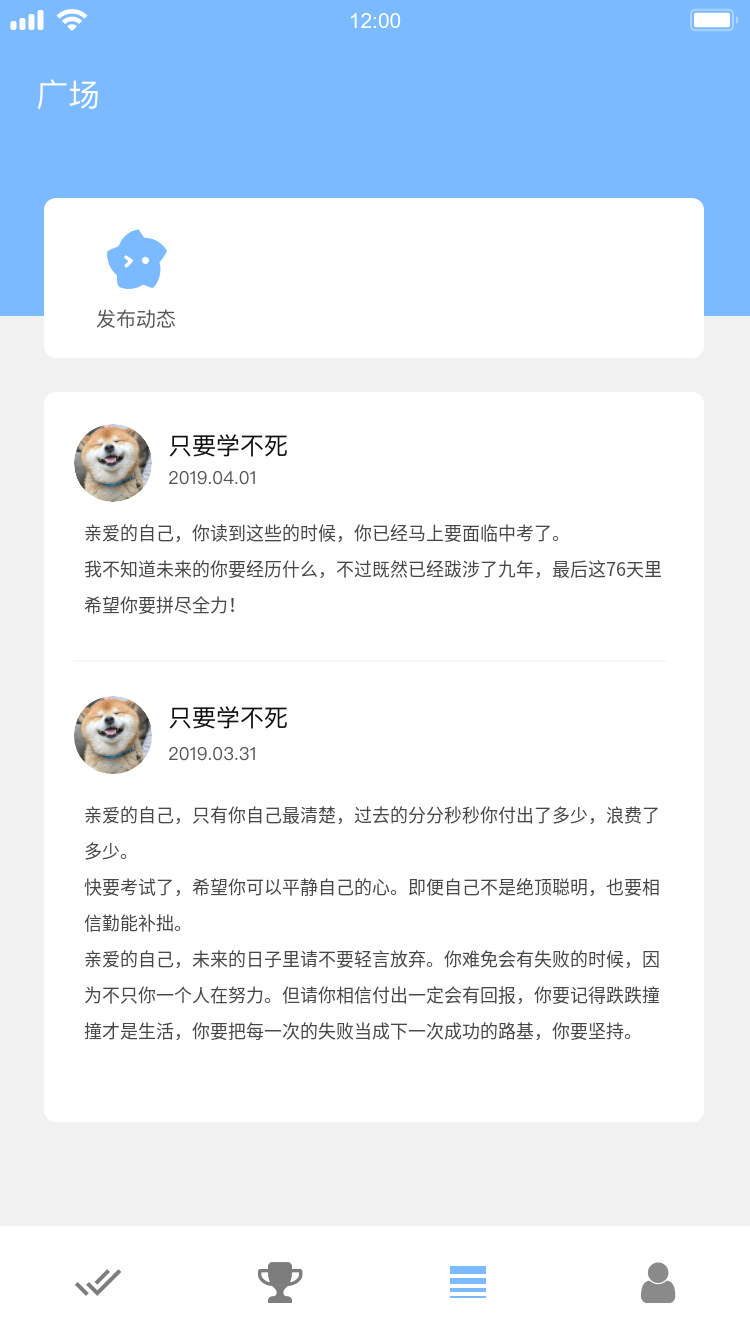 12:00
广场
发布动态
只要学不死
2019.04.01
亲爱的自己，你读到这些的时候，你已经马上要面临中考了。
我不知道未来的你要经历什么，不过既然已经跋涉了九年，最后这76天里
希望你要拼尽全力！
只要学不死
2019.03.31
亲爱的自己，只有你自己最清楚，过去的分分秒秒你付出了多少，浪费了
多少。
快要考试了，希望你可以平静自己的心。即便自己不是绝顶聪明，也要相
信勤能补拙。
亲爱的自己，未来的日子里请不要轻言放弃。你难免会有失败的时候，因
为不只你一个人在努力。但请你相信付出一定会有回报，你要记得跌跌撞
撞才是生活，你要把每一次的失败当成下一次成功的路基，你要坚持。